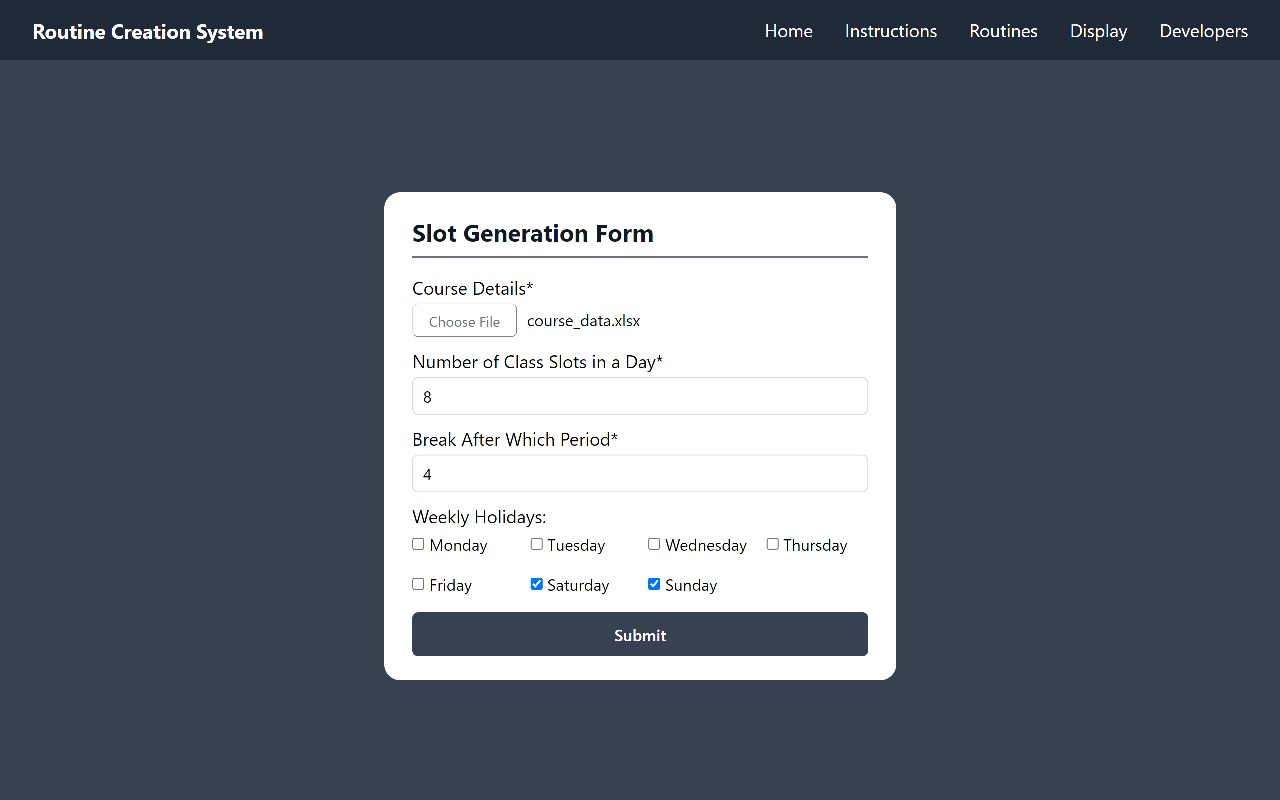 Routine Creation System Home Instructions Routines Display Developers
Slot Generation Form
Course Details*
Choose File course_data.xlsx
Number of Class Slots in a Day*
8
Break After Which Period*
4
Weekly Holidays:
Monday Tuesday Wednesday Thursday
Friday Saturday Sunday
Submit